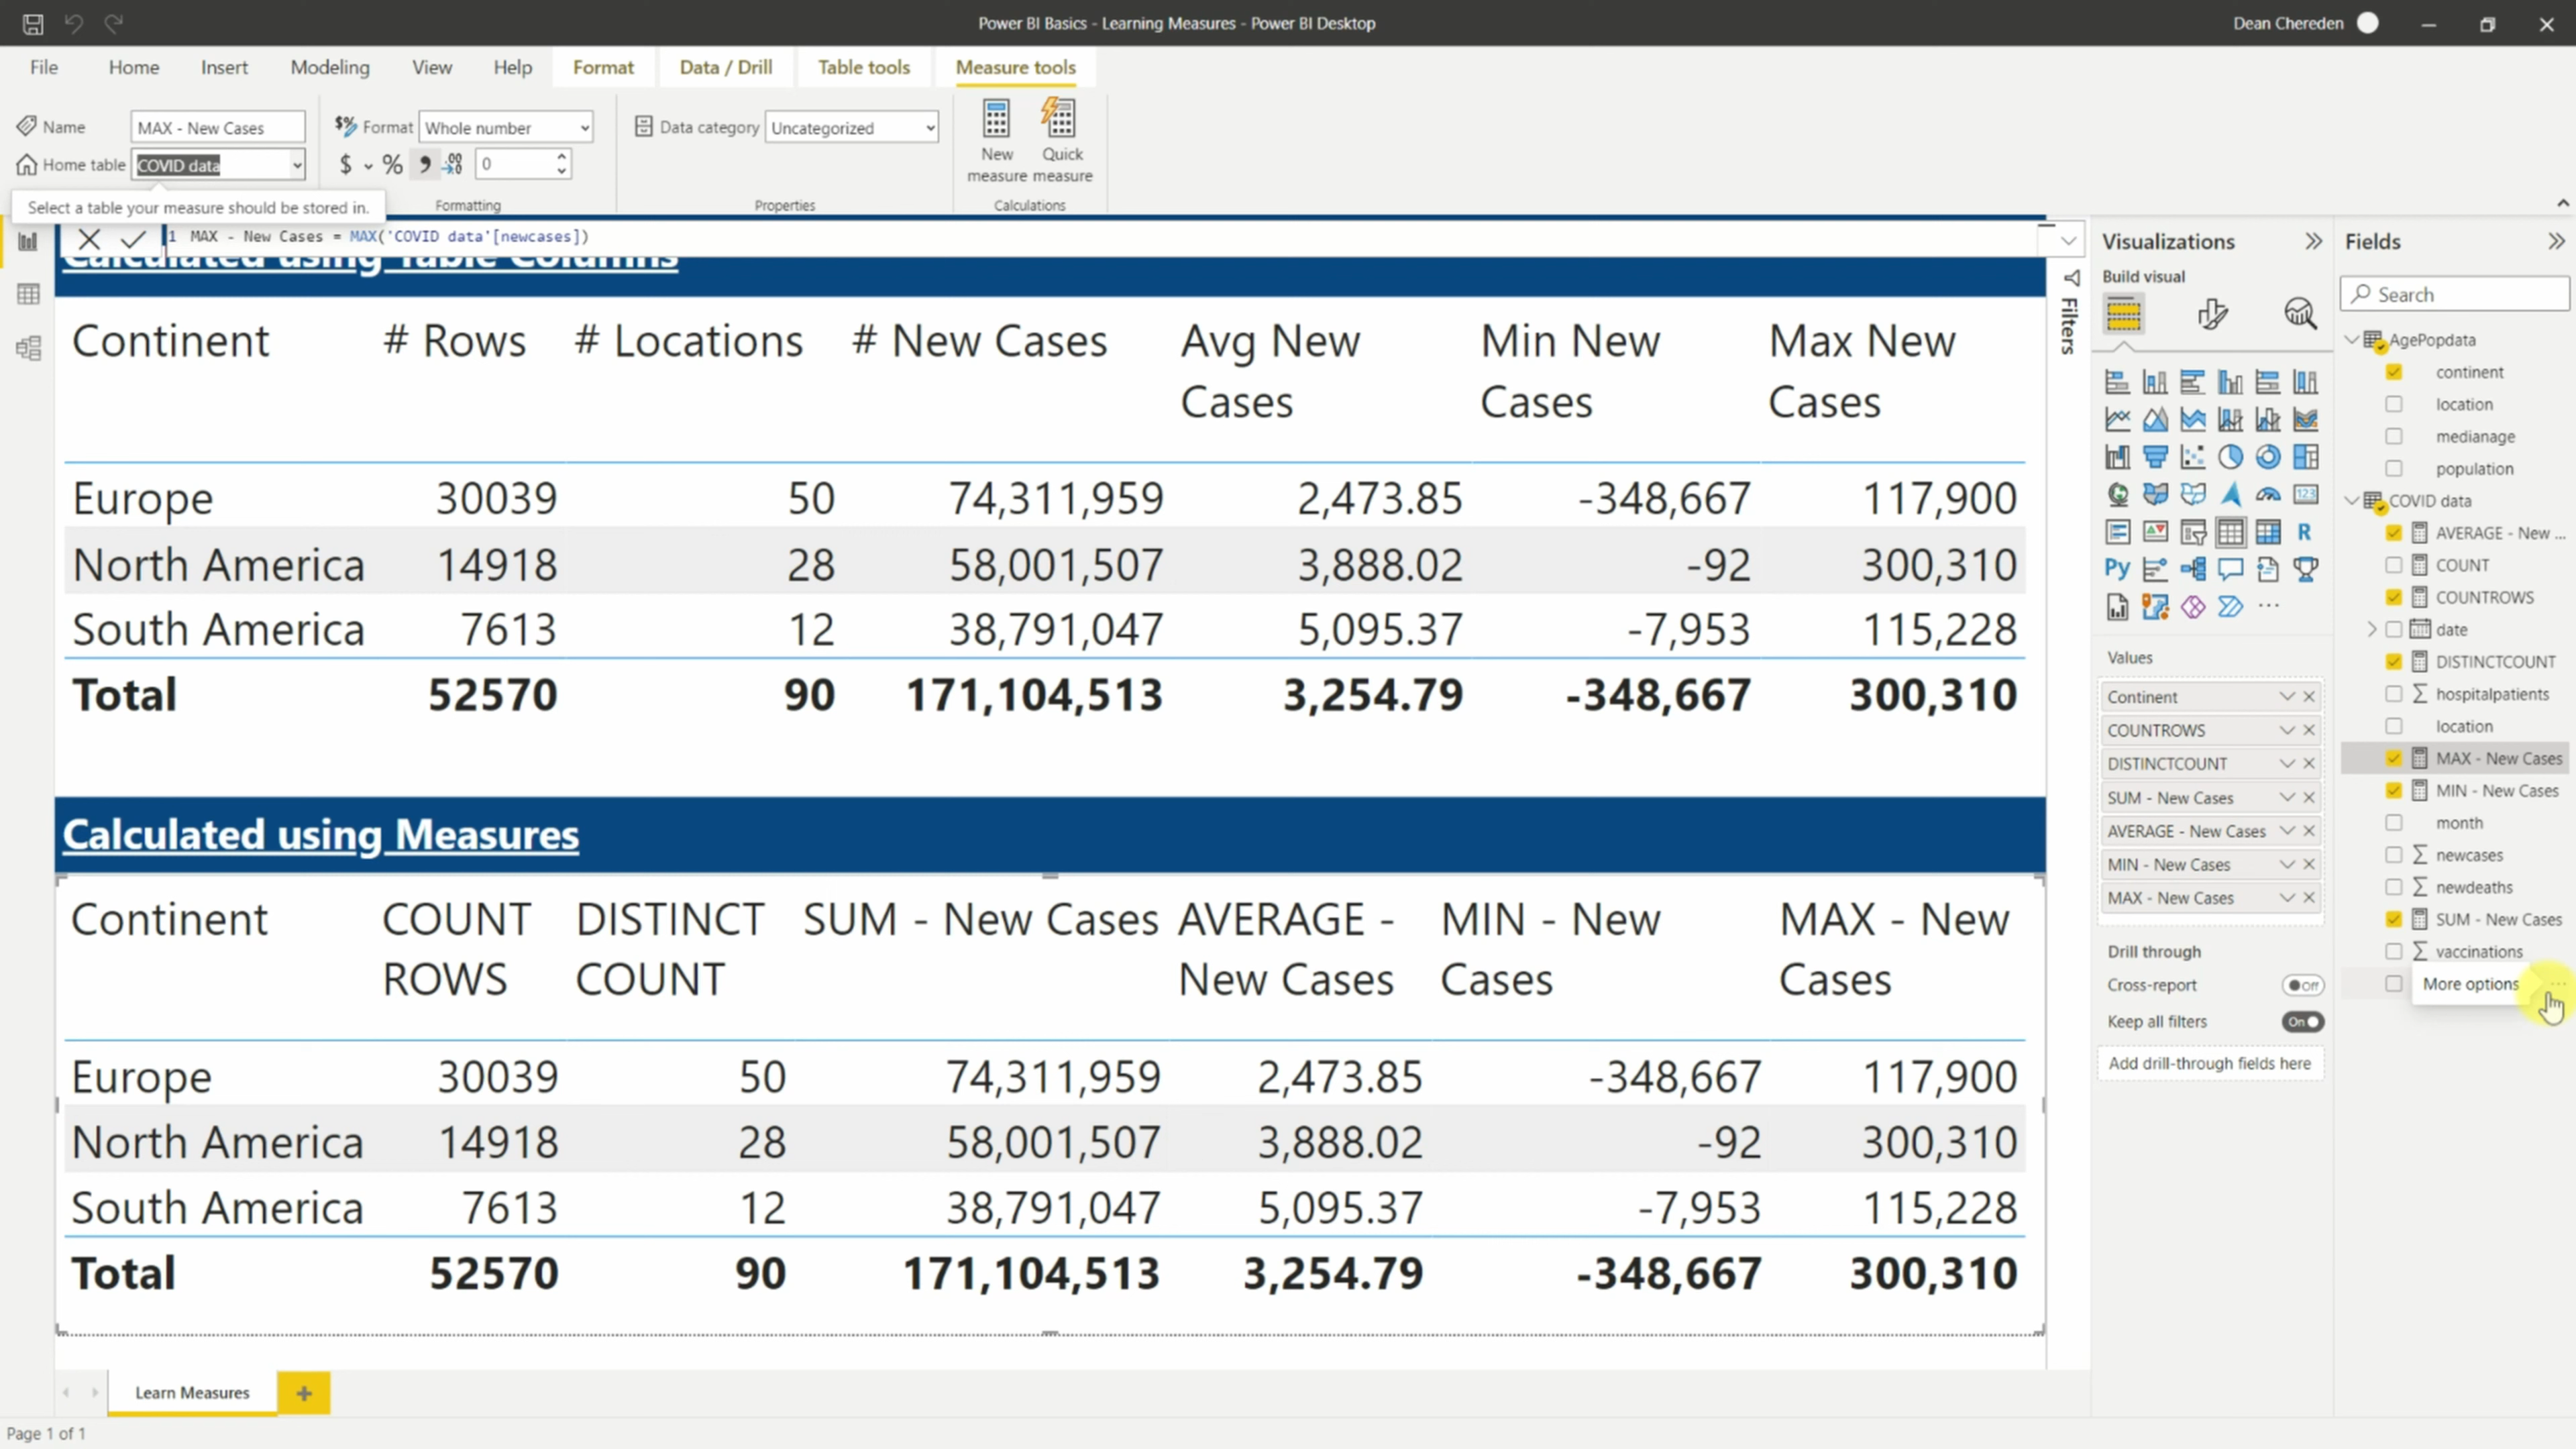 Power BI Basics - Learning Measures - Power BI Desktop
Dean Chereden
File Home Insert Modeling View Help Format Data / Drill Table tools Measure tools
Name MAX - New Cases
Format Whole number
Data category Uncategorized
New measure
Quick measure
Home table COVID data
$ % 9 .00 0
Select a table your measure should be stored in.
Formatting
Properties
Calculations
1 MAX - New Cases = MAX('COVID data'[newcases])
Calculated using Table Columns
Continent # Rows # Locations # New Cases Avg New Cases Min New Cases Max New Cases
Europe 30039 50 74,311,959 2,473.85 -348,667 117,900
North America 14918 28 58,001,507 3,888.02 -92 300,310
South America 7613 12 38,791,047 5,095.37 -7,953 115,228
Total 52570 90 171,104,513 3,254.79 -348,667 300,310
Calculated using Measures
Continent COUNT ROWS DISTINCT COUNT SUM - New Cases AVERAGE - New Cases MIN - New Cases MAX - New Cases
Europe 30039 50 74,311,959 2,473.85 -348,667 117,900
North America 14918 28 58,001,507 3,888.02 -92 300,310
South America 7613 12 38,791,047 5,095.37 -7,953 115,228
Total 52570 90 171,104,513 3,254.79 -348,667 300,310
Learn Measures
Page 1 of 1
Filters
Visualizations
Build visual
123
R
Py
Values
Continent
COUNTROWS
DISTINCTCOUNT
SUM - New Cases
AVERAGE - New Cases
MIN - New Cases
MAX - New Cases
Drill through
Cross-report Off
Keep all filters On
Add drill-through fields here
Fields
Search
AgePopdata
continent
location
medianage
population
COVID data
AVERAGE - New ...
COUNT
COUNTROWS
date
DISTINCTCOUNT
hospitalpatients
location
MAX - New Cases
MIN - New Cases
month
newcases
newdeaths
SUM - New Cases
vaccinations
More options